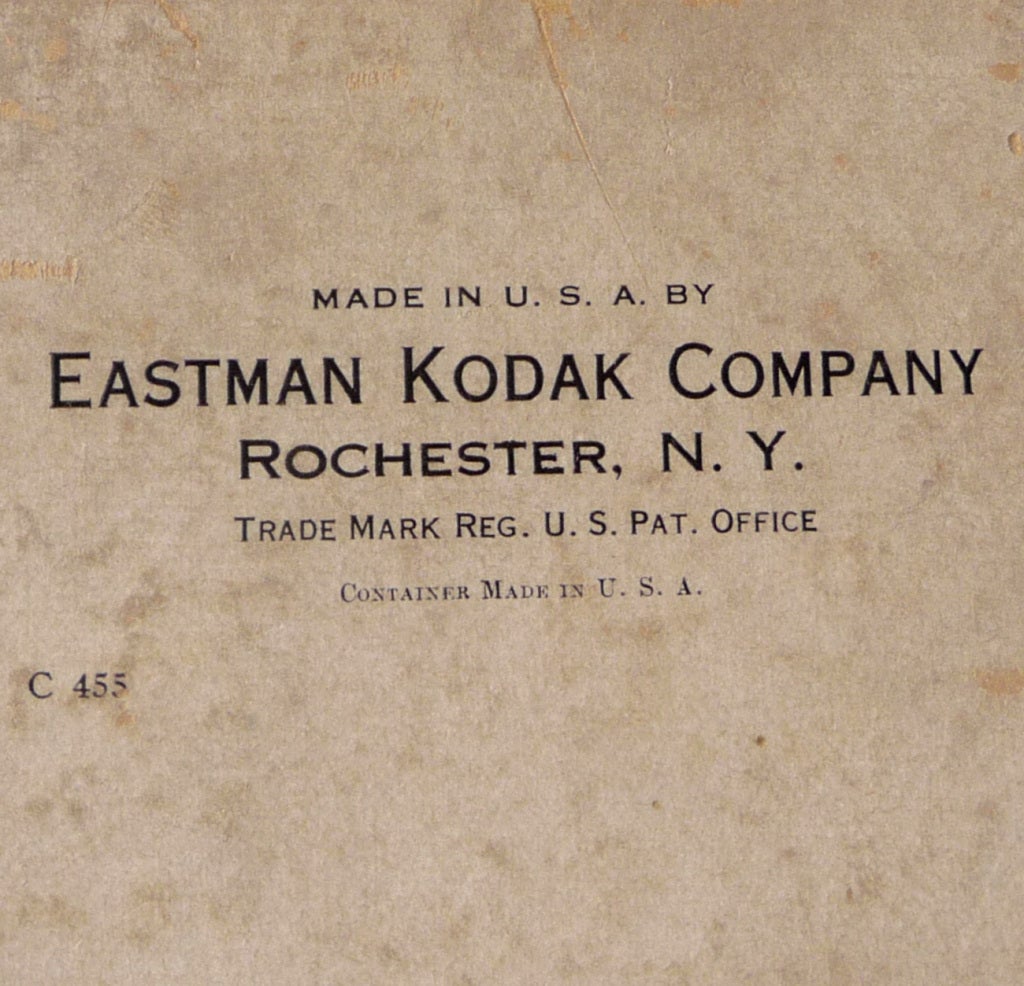 MADE IN U. S. A. BY
EASTMAN KODAK COMPANY
ROCHESTER, N. Y.
TRADE MARK REG. U. S. PAT. OFFICE
CONTAINER MADE IN U. S. A.
C 455